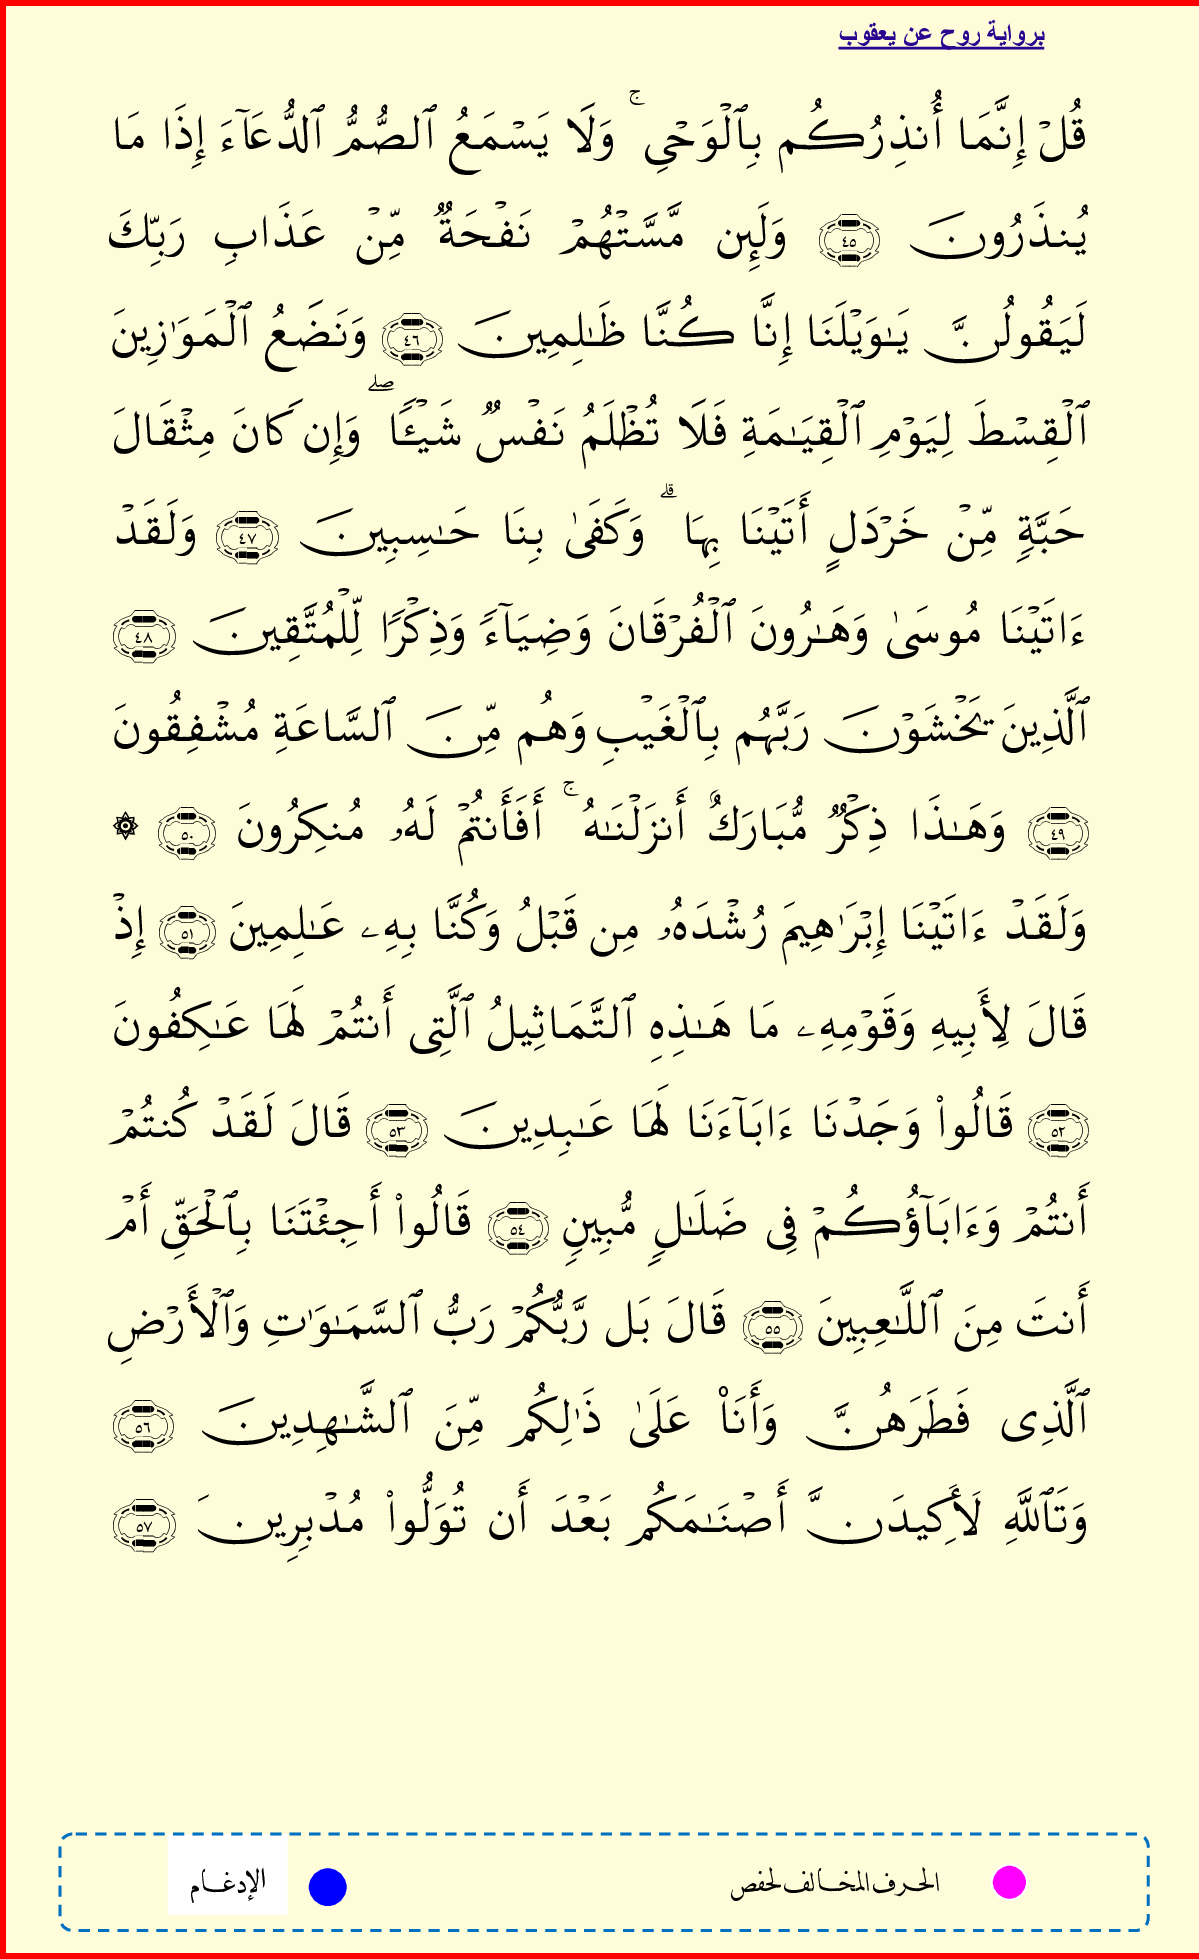 برواية روح عن يعقوب
قُلْ إِنَّمَا أُنذِرُكُم بِٱلْوَحْىِ ۚ وَلَا يَسْمَعُ ٱلصُّمُّ ٱلدُّعَآءَ إِذَا مَا
يُنذَرُونَ ٤٥ وَلَئِن مَّسَّتْهُمْ نَفْحَةٌ مِّنْ عَذَابِ رَبِّكَ
لَيَقُولُنَّ يَـٰوَيْلَنَا إِنَّا كُنَّا ظَـٰلِمِينَ ٤٦ وَنَضَعُ ٱلْمَوَٰزِينَ
ٱلْقِسْطَ لِيَوْمِ ٱلْقِيَـٰمَةِ فَلَا تُظْلَمُ نَفْسٌ شَيْـًٔا ۖ وَإِن كَانَ مِثْقَالَ
حَبَّةٍ مِّنْ خَرْدَلٍ أَتَيْنَا بِهَا ۗ وَكَفَىٰ بِنَا حَـٰسِبِينَ ٤٧ وَلَقَدْ
ءَاتَيْنَا مُوسَىٰ وَهَـٰرُونَ ٱلْفُرْقَانَ وَضِيَآءً وَذِكْرًا لِّلْمُتَّقِينَ ٤٨
ٱلَّذِينَ يَخْشَوْنَ رَبَّهُم بِٱلْغَيْبِ وَهُم مِّنَ ٱلسَّاعَةِ مُشْفِقُونَ
٤٩ وَهَـٰذَا ذِكْرٌ مُّبَارَكٌ أَنزَلْنَـٰهُ ۚ أَفَأَنتُمْ لَهُۥ مُنكِرُونَ ٥٠ ۞
وَلَقَدْ ءَاتَيْنَا إِبْرَٰهِيمَ رُشْدَهُۥ مِن قَبْلُ وَكُنَّا بِهِۦ عَـٰلِمِينَ ٥١ إِذْ
قَالَ لِأَبِيهِ وَقَوْمِهِۦ مَا هَـٰذِهِ ٱلتَّمَاثِيلُ ٱلَّتِى أَنتُمْ لَهَا عَـٰكِفُونَ
٥٢ قَالُوا۟ وَجَدْنَا ءَابَآءَنَا لَهَا عَـٰبِدِينَ ٥٣ قَالَ لَقَدْ كُنتُمْ
أَنتُمْ وَءَابَآؤُكُمْ فِى ضَلَـٰلٍ مُّبِينٍ ٥٤ قَالُوا۟ أَجِئْتَنَا بِٱلْحَقِّ أَمْ
أَنتَ مِنَ ٱللَّـٰعِبِينَ ٥٥ قَالَ بَل رَّبُّكُمْ رَبُّ ٱلسَّمَـٰوَٰتِ وَٱلْأَرْضِ
ٱلَّذِى فَطَرَهُنَّ وَأَنَا۠ عَلَىٰ ذَٰلِكُم مِّنَ ٱلشَّـٰهِدِينَ ٥٦
وَتَٱللَّهِ لَأَكِيدَنَّ أَصْنَـٰمَكُم بَعْدَ أَن تُوَلُّوا۟ مُدْبِرِينَ ٥٧
الحرف المخالف لحفص
الإدغام